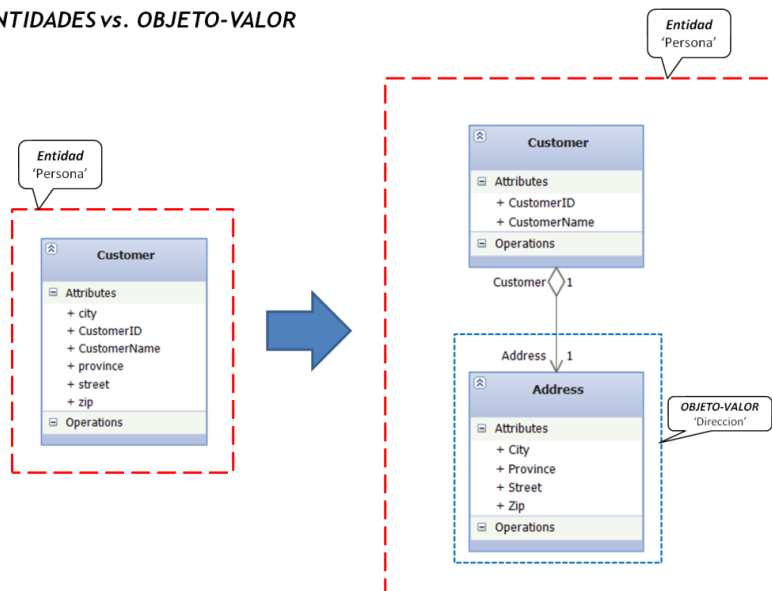 NTIDADES vs. OBJETO-VALOR
Entidad
'Persona'
Entidad
'Persona'
Customer
Attributes
+ city
+ CustomerID
+ CustomerName
+ province
+ street
+ zip
Operations
Customer
Attributes
+ CustomerID
+ CustomerName
Operations
Customer 1
Address 1
Address
Attributes
+ City
+ Province
+ Street
+ Zip
Operations
OBJETO-VALOR
'Direccion'